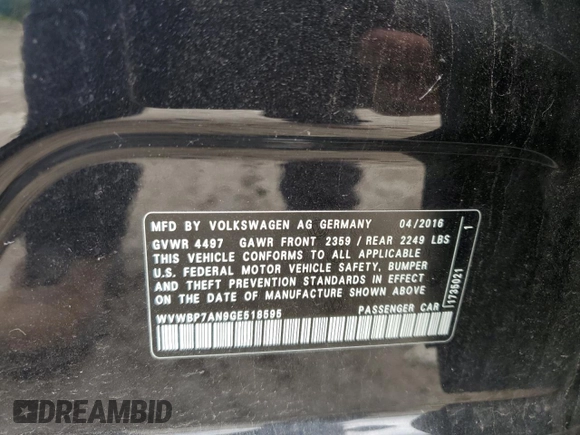 MFD BY VOLKSWAGEN AG GERMANY 04/2016
GVWR 4497 GAWR FRONT 2359 / REAR 2249 LBS
THIS VEHICLE CONFORMS TO ALL APPLICABLE
U.S. FEDERAL MOTOR VEHICLE SAFETY, BUMPER
AND THEFT PREVENTION STANDARDS IN EFFECT
ON THE DATE OF MANUFACTURE SHOWN ABOVE
WVWBP7AN9GE518695 PASSENGER CAR
1735021 1
DREAMBID